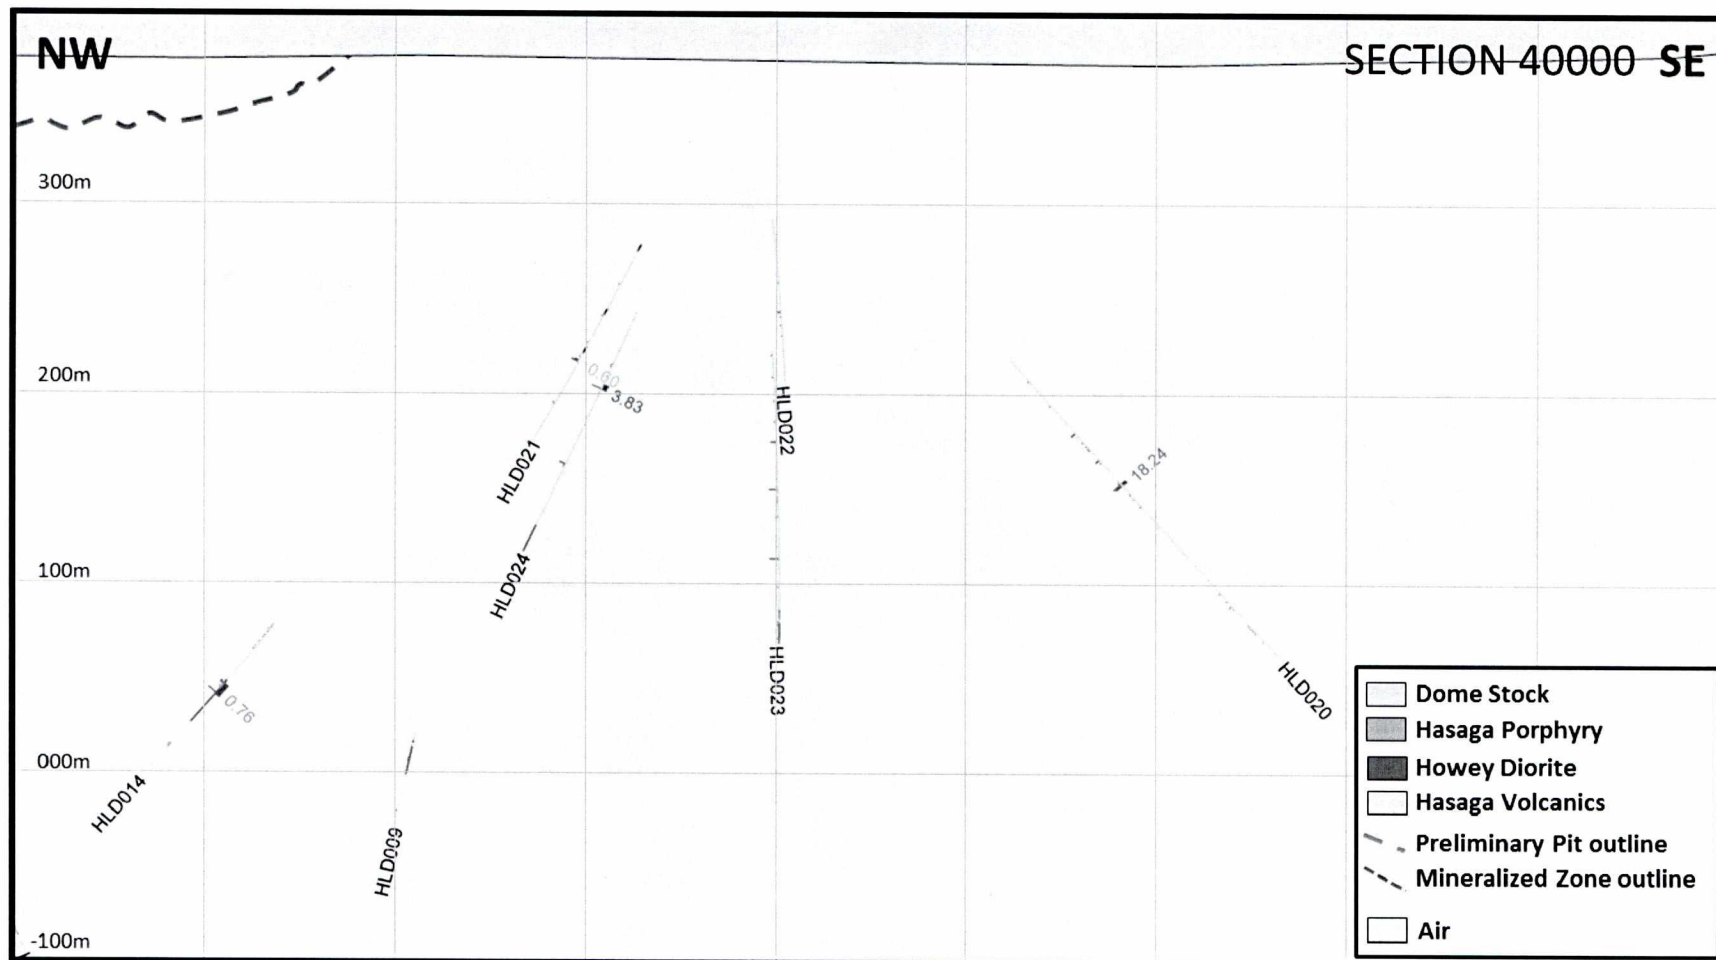 NW
SECTION 40000 SE
300m
200m
100m
000m
-100m
0.60
3.83
HLD021
HLD024
HLD022
HLD023
18.24
HLD020
0.76
HLD014
HLD009
Dome Stock
Hasaga Porphyry
Howey Diorite
Hasaga Volcanics
Preliminary Pit outline
Mineralized Zone outline
Air